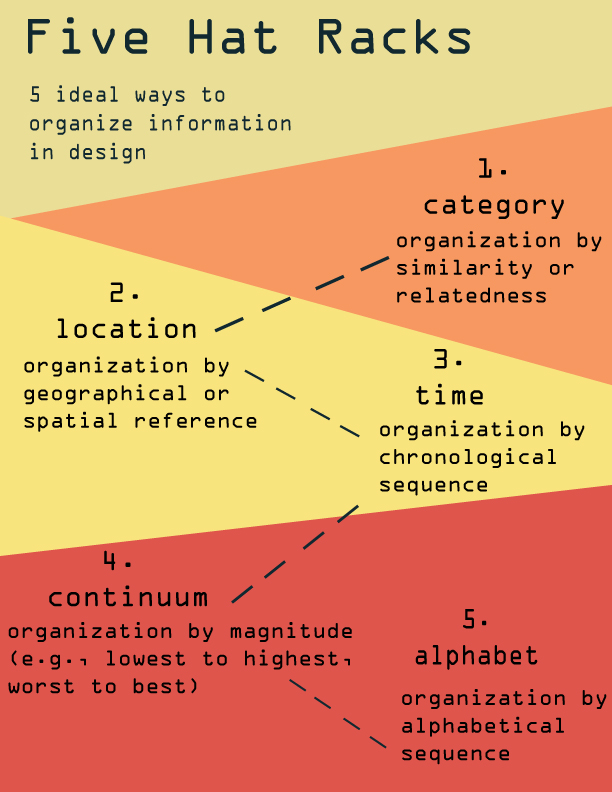 Five Hat Racks
5 ideal ways to
organize information
in design
1.
category
organization by
similarity or
relatedness
2.
location
organization by
geographical or
spatial reference
3.
time
organization by
chronological
sequence
4.
continuum
organization by magnitude
(e.g., lowest to highest,
worst to best)
5.
alphabet
organization by
alphabetical
sequence